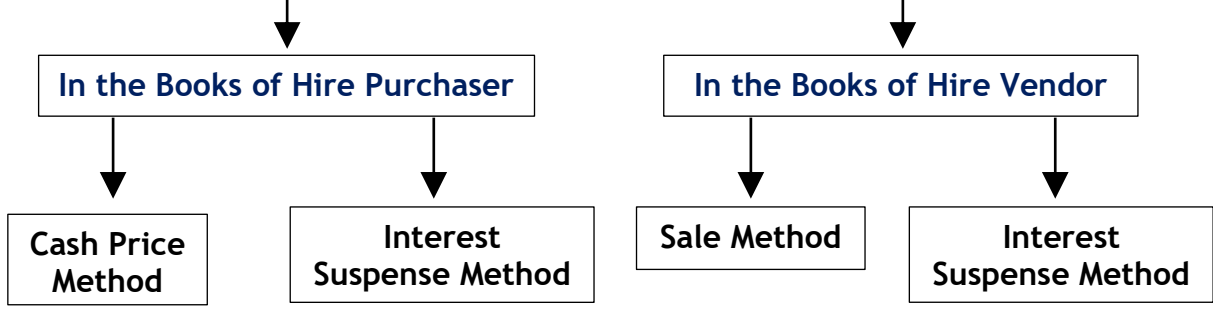 In the Books of Hire Purchaser
In the Books of Hire Vendor
Cash Price
Method
Interest
Suspense Method
Sale Method
Interest
Suspense Method